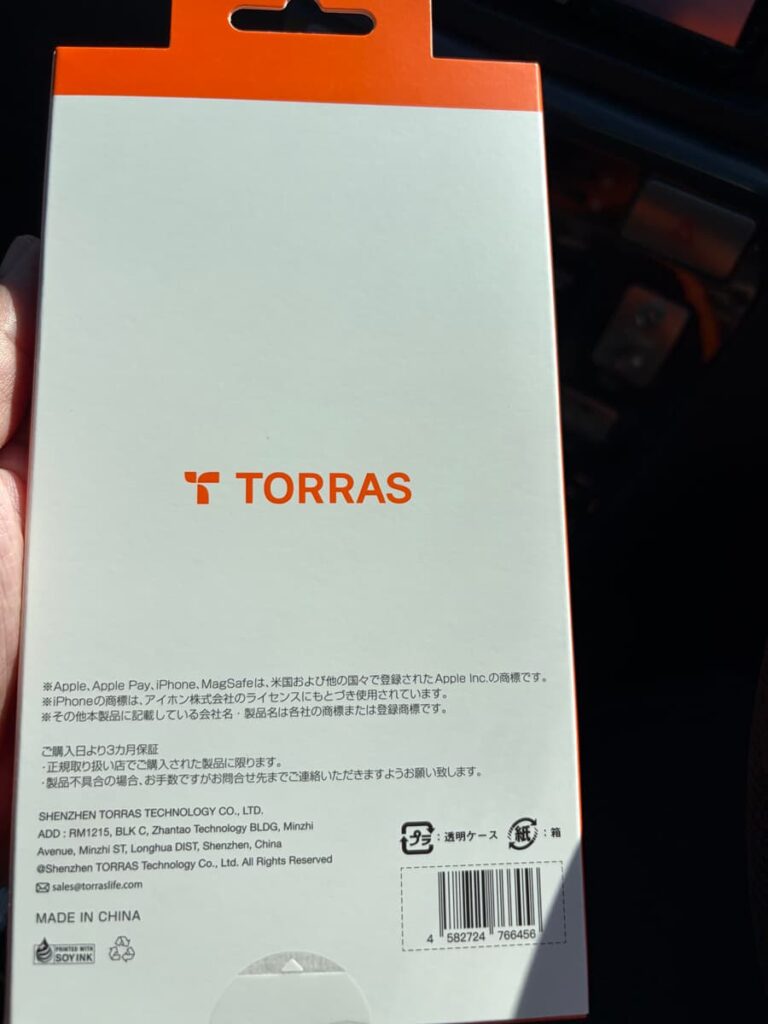 TORRAS
※Apple、Apple Pay、iPhone、MagSafeは、米国および他の国々で登録されたApple Inc.の商標です。
※iPhoneの商標は、アイホン株式会社のライセンスにもとづき使用されています。
※その他本製品に記載している会社名・製品名は各社の商標または登録商標です。
ご購入日より3カ月保証
・正規取り扱い店でご購入された製品に限ります。
・製品不具合の場合、お手数ですがお問合せ先までご連絡いただきますようお願い致します。
SHENZHEN TORRAS TECHNOLOGY CO., LTD.
ADD : RM1215, BLK C, Zhantao Technology BLDG, Minzhi
Avenue, Minzhi ST, Longhua DIST, Shenzhen, China
@Shenzhen TORRAS Technology Co., Ltd. All Rights Reserved
sales@torraslife.com
プラ : 透明ケース 紙 : 箱
MADE IN CHINA
PRINTED WITH
SOY INK
4 582724 766456